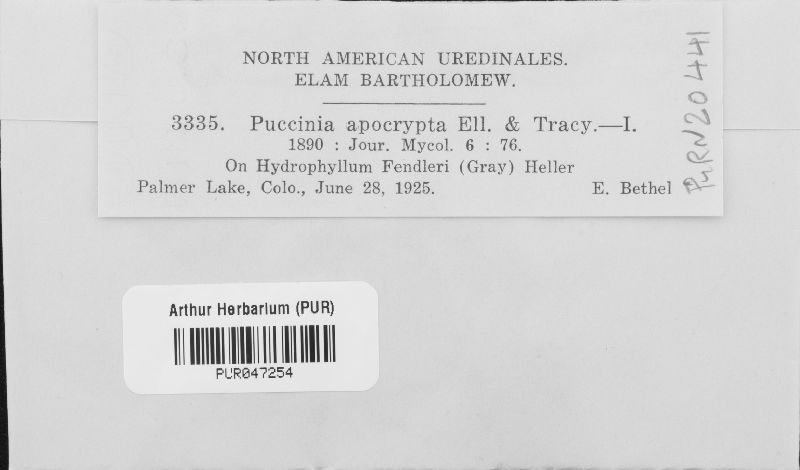 NORTH AMERICAN UREDINALES.
ELAM BARTHOLOMEW.
3335. Puccinia apocrypta Ell. & Tracy.—I.
1890 : Jour. Mycol. 6 : 76.
On Hydrophyllum Fendleri (Gray) Heller
Palmer Lake, Colo., June 28, 1925. E. Bethel
PURN20441
Arthur Herbarium (PUR)
PUR047254